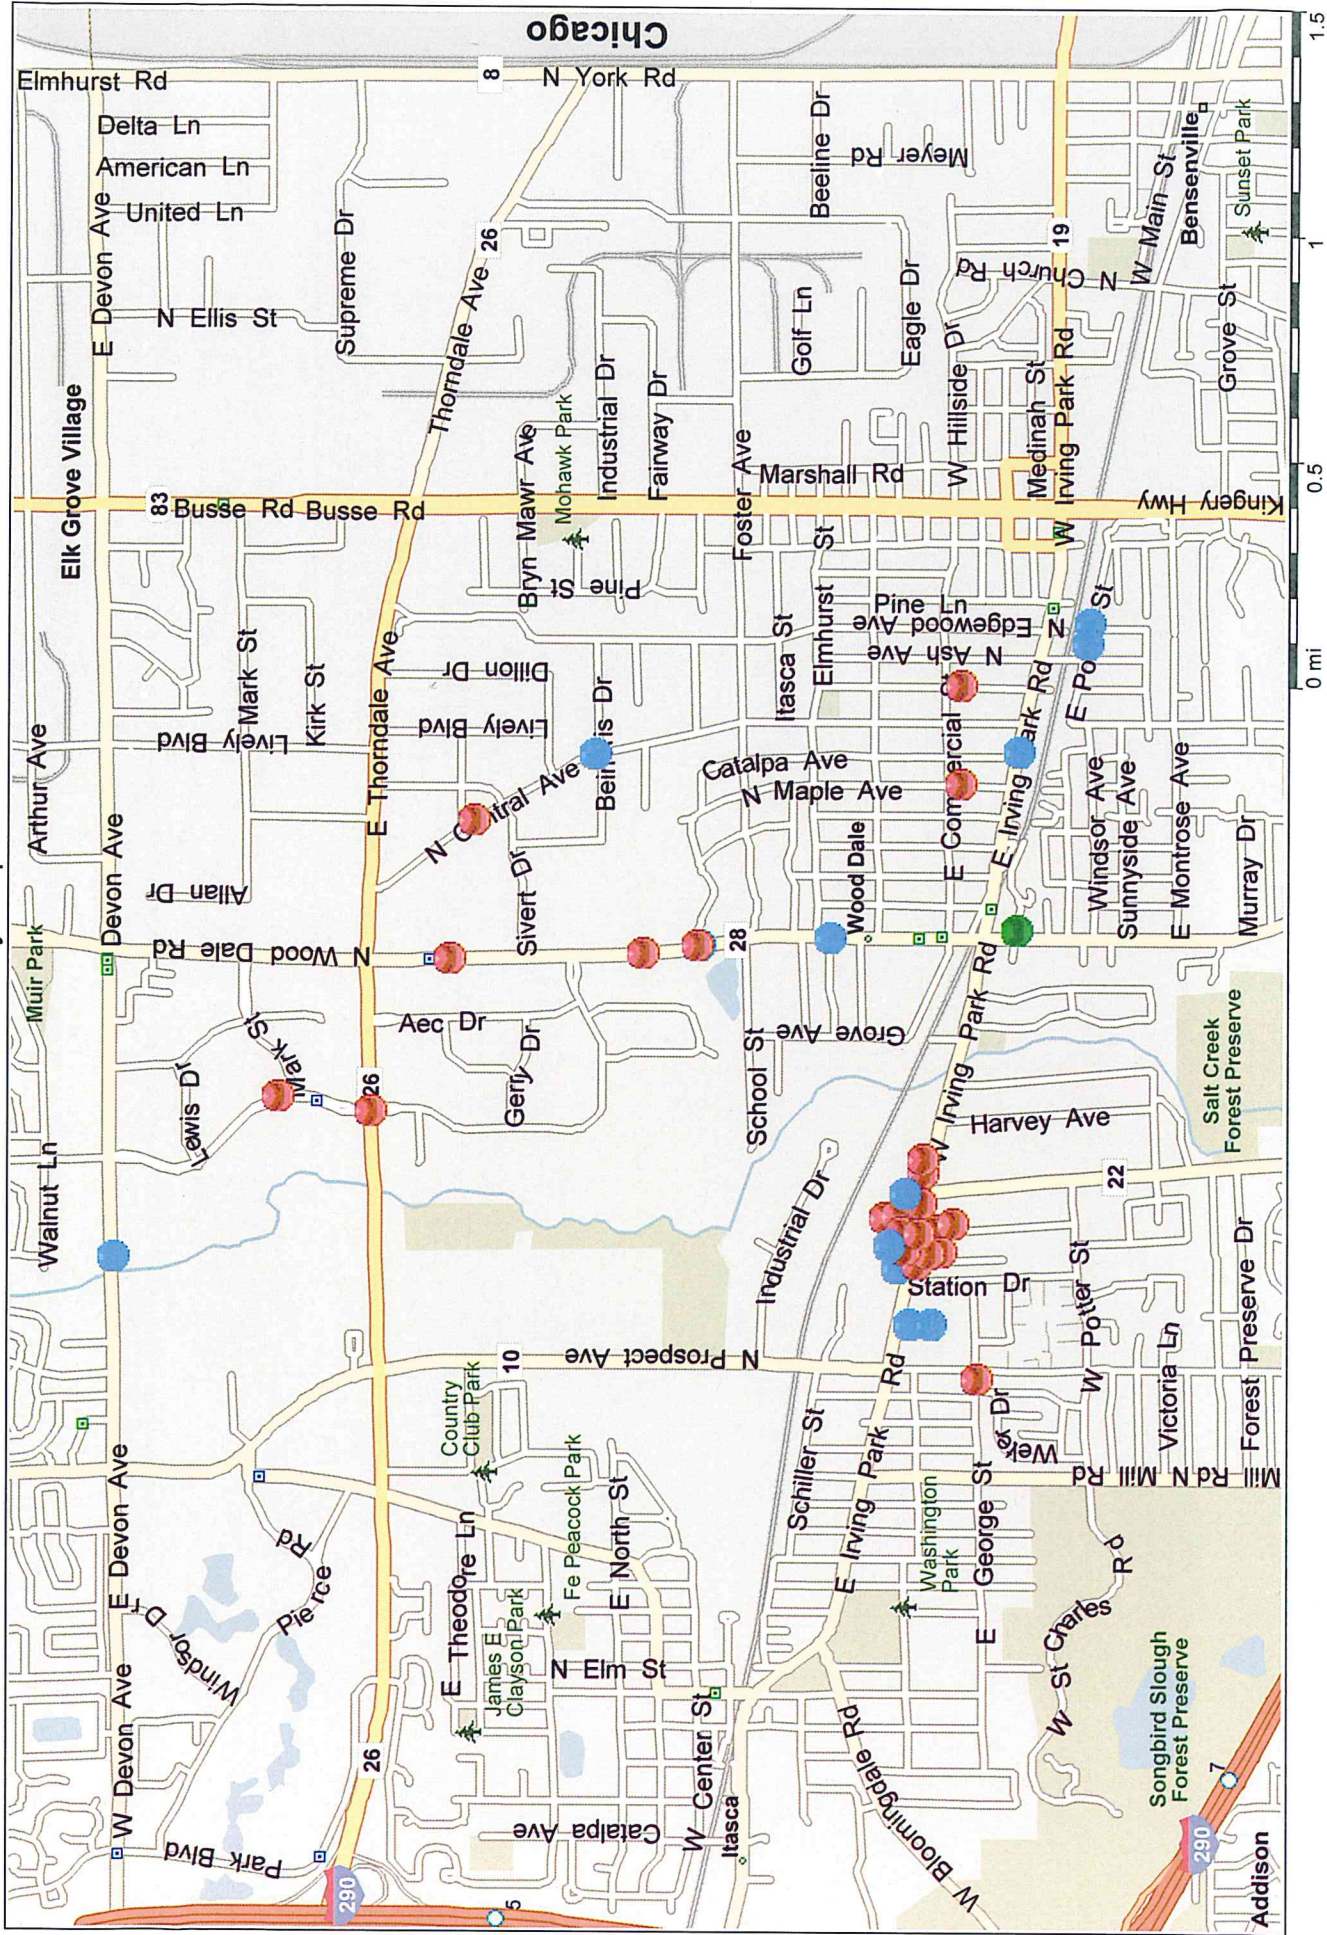 Chicago
Elmhurst Rd
8
N York Rd
Delta Ln
American Ln
United Ln
E Devon Ave
N Ellis St
Supreme Dr
Thorndale Ave
26
Beeline Dr
Meyer Rd
Eagle Dr
Golf Ln
N Church Rd
19
W Main St
Bensenville
Sunset Park
Grove St
Elk Grove Village
83
Busse Rd
Busse Rd
Bryn Mawr Ave
Mohawk Park
Industrial Dr
Fairway Dr
Foster Ave
Marshall Rd
W Hillside Dr
Medinah St
W Irving Park Rd
Kingery Hwy
Pine St
Elmhurst St
Itasca St
Pine Ln
N Edgewood Ave
N Ash Ave
Arthur Ave
Mark St
Kirk St
Lively Blvd
E Thorndale Ave
Dillon Dr
Lively Blvd
N Central Ave
Catalpa Ave
N Maple Ave
E Commercial St
E Irving Park Rd
Windsor Ave
Sunnyside Ave
E Montrose Ave
Murray Dr
Muir Park
Devon Ave
Allan Dr
N Wood Dale Rd
Sivert Dr
28
Wood Dale
Walnut Ln
Lewis Dr
Mark St
26
Aec Dr
Gerry Dr
School St
Grove Ave
W Irving Park Rd
Harvey Ave
Salt Creek
Forest Preserve
22
Industrial Dr
Station Dr
W Potter St
Victoria Ln
Forest Preserve Dr
10
N Prospect Ave
Country
Club Park
Fe Peacock Park
E North St
Schiller St
E Irving Park Rd
Washington
Park
E George St
N Mill Rd
Mill Rd
E Devon Ave
Pierce Rd
Windsor Dr
W Devon Ave
Park Blvd
26
E Theodore Ln
James E
Clayson Park
N Elm St
Catalpa Ave
W Center St
Itasca
W Bloomingdale Rd
W St Charles Rd
Songbird Slough
Forest Preserve
290
5
7
290
Addison
0 mi
0.5
1
1.5